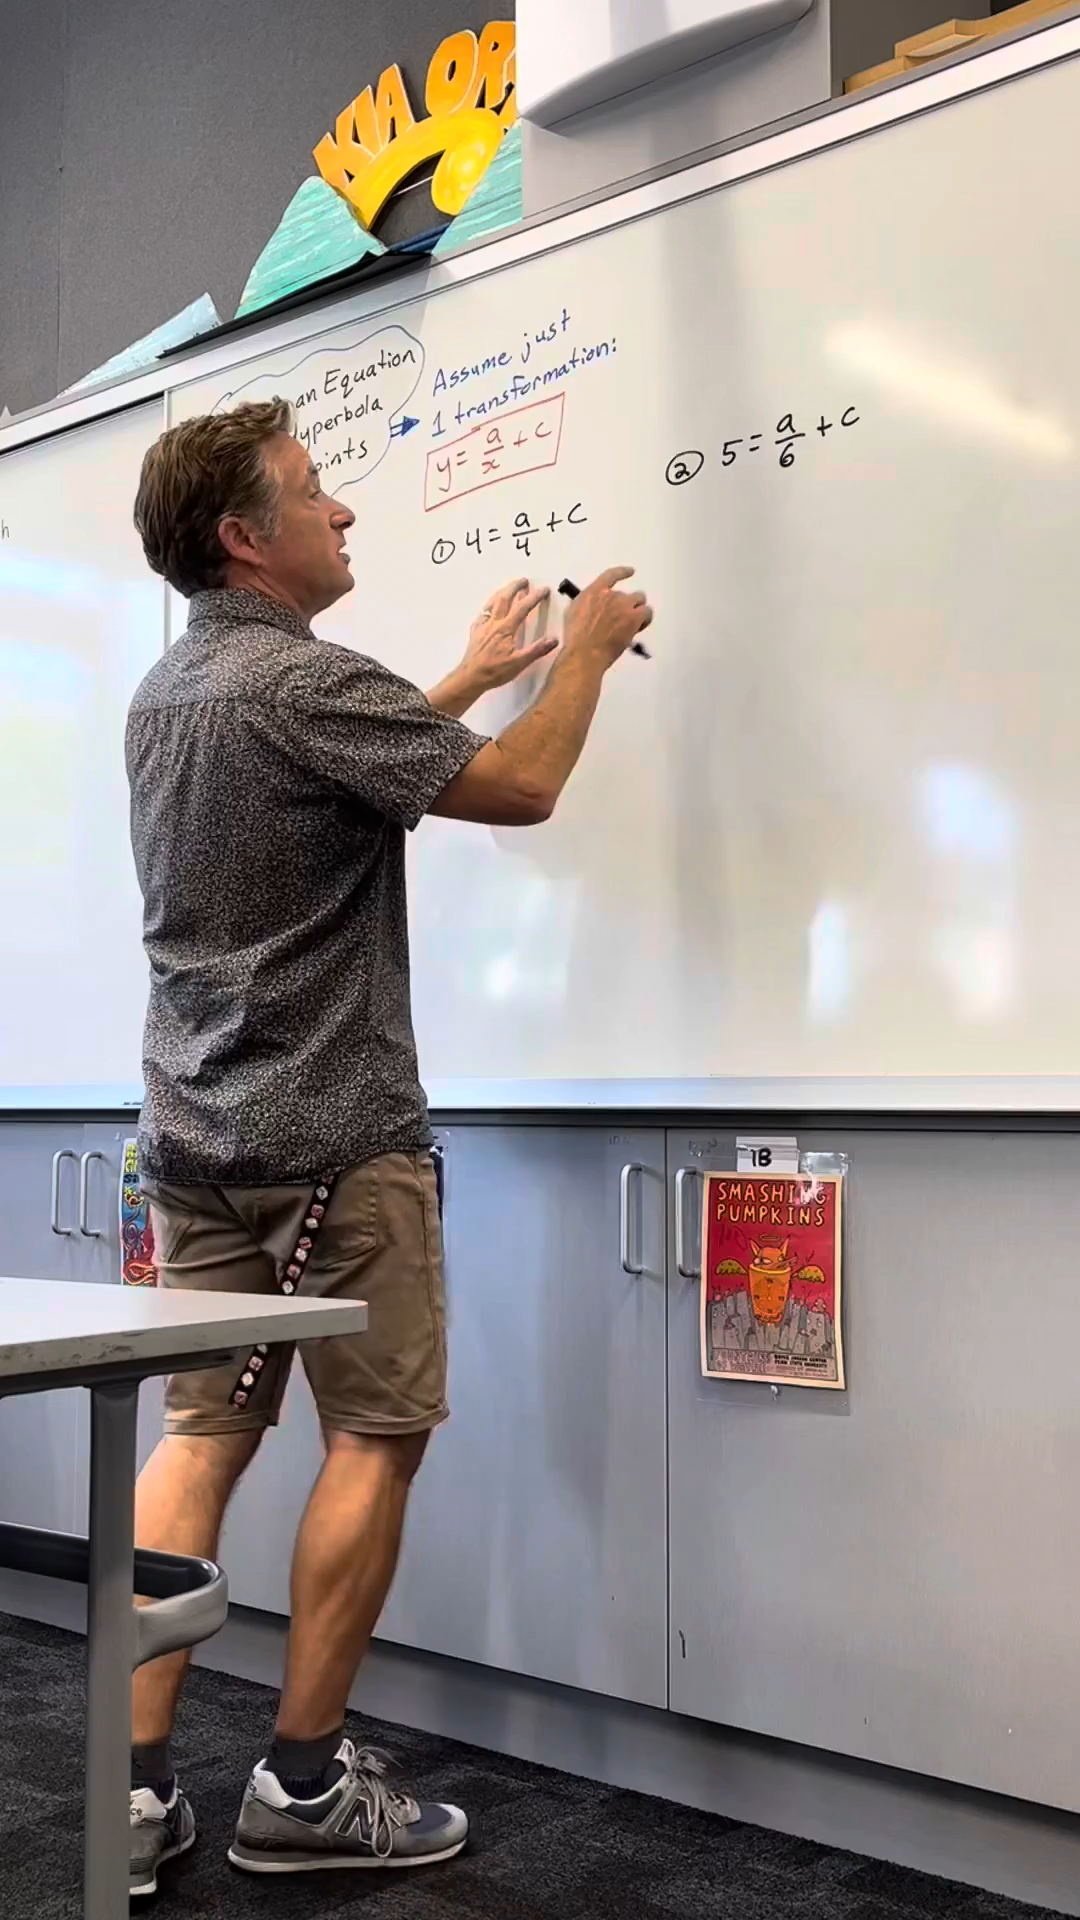 KIA OR
an Equation
yperbola
oints
Assume just
1 transformation:
y = a/x + c
① 4 = a/4 + c
② 5 = a/6 + c
h
1B
SMASHING
PUMPKINS
N